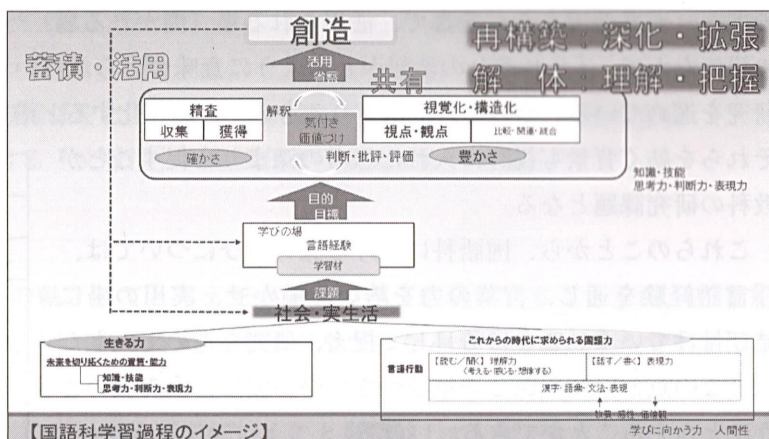 創造
再構築：深化・拡張
蓄積・活用
活用
共有
解　体：理解・把握
精査
収集　獲得
解釈
気付き
価値づけ
視覚化・構造化
視点・観点
比較・関連・統合
確かさ
判断・批評・評価
豊かさ
知識・技能
思考力・判断力・表現力
目的
目標
学びの場
言語経験
学習材
課題
社会・実生活
生きる力
未来を切り拓くための資質・能力
知識・技能
思考力・判断力・表現力
これからの時代に求められる国語力
言語行動
【読む／聞く】理解力
(考える・感じる・想像する)
【話す／書く】表現力
漢字・語彙・文法・表現
教養・感性・価値観
【国語科学習過程のイメージ】
学びに向かう力　人間性